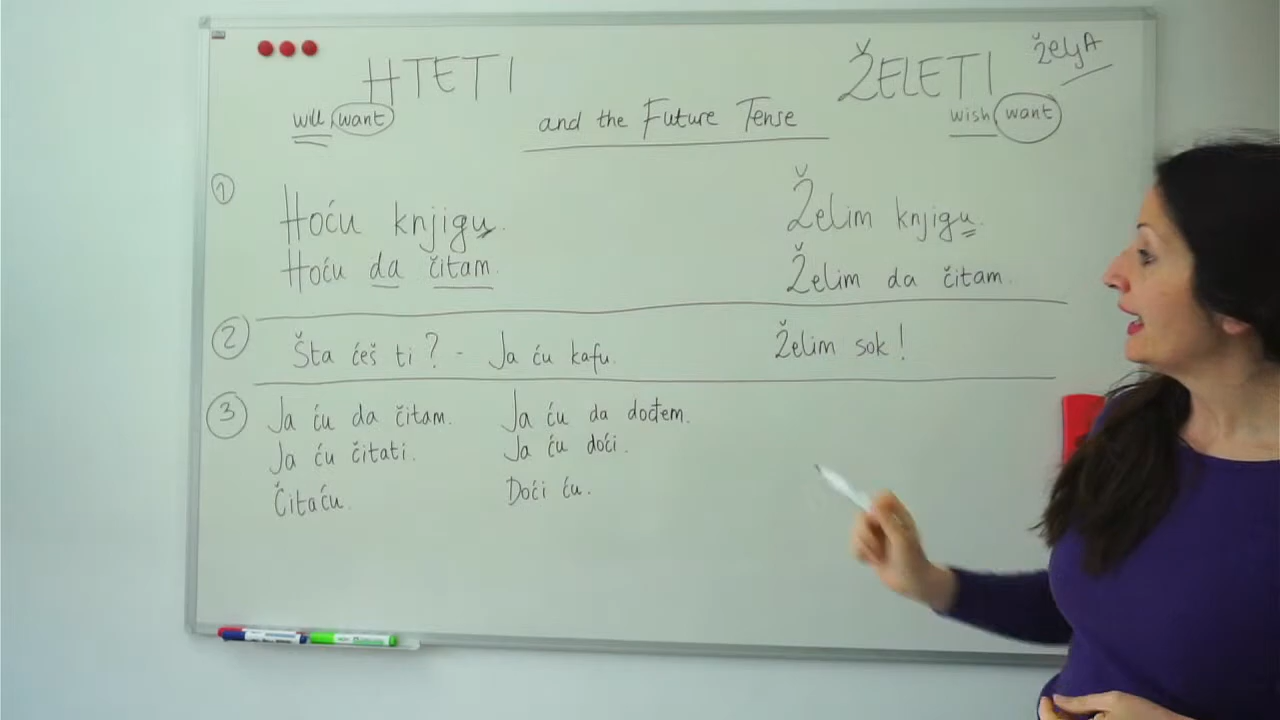 HTETI
ŽELETI
željA
will, want
and the Future Tense
wish, want
1
Hoću knjigu.
Želim knjigu.
Hoću da čitam.
Želim da čitam.
2
Šta ćeš ti? - Ja ću kafu.
Želim sok!
3
Ja ću da čitam.
Ja ću da dođem.
Ja ću čitati.
Ja ću doći.
Čitaću.
Doći ću.